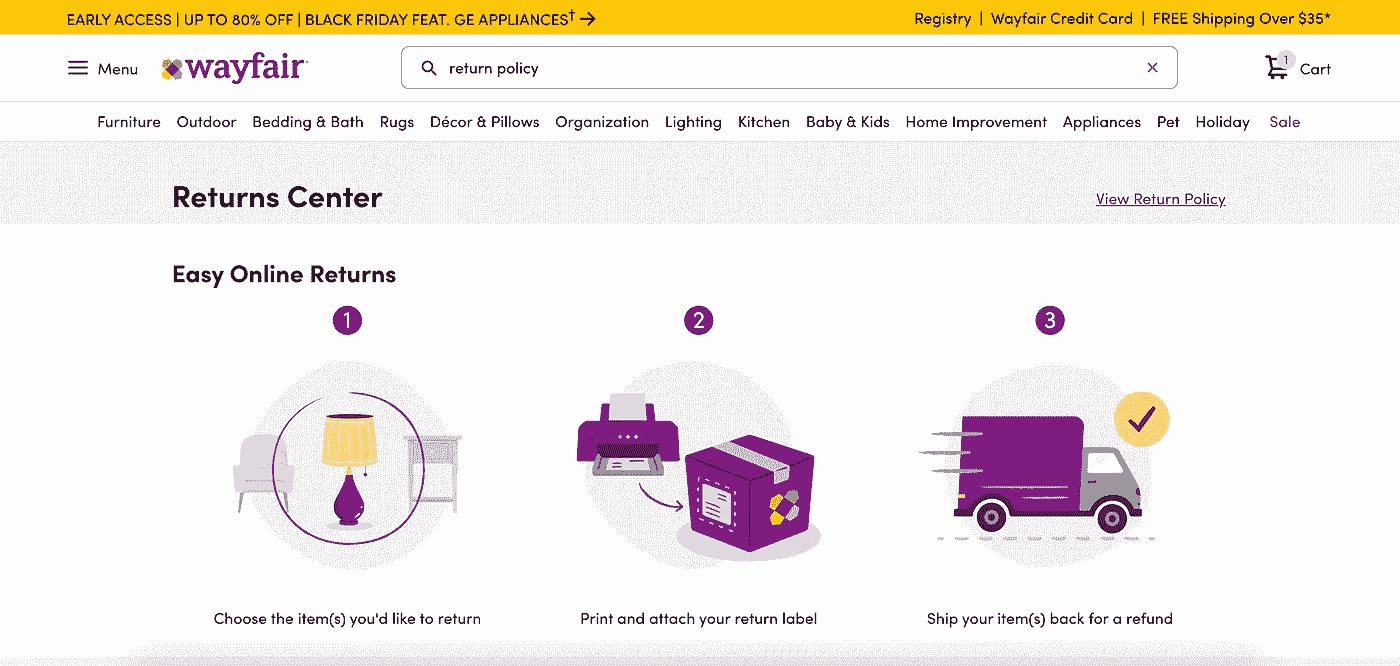 EARLY ACCESS | UP TO 80% OFF | BLACK FRIDAY FEAT. GE APPLIANCES† →
Registry | Wayfair Credit Card | FREE Shipping Over $35*
Menu
wayfair
return policy
1
Cart
Furniture Outdoor Bedding & Bath Rugs Décor & Pillows Organization Lighting Kitchen Baby & Kids Home Improvement Appliances Pet Holiday Sale
Returns Center
View Return Policy
Easy Online Returns
1
2
3
Choose the item(s) you'd like to return
Print and attach your return label
Ship your item(s) back for a refund